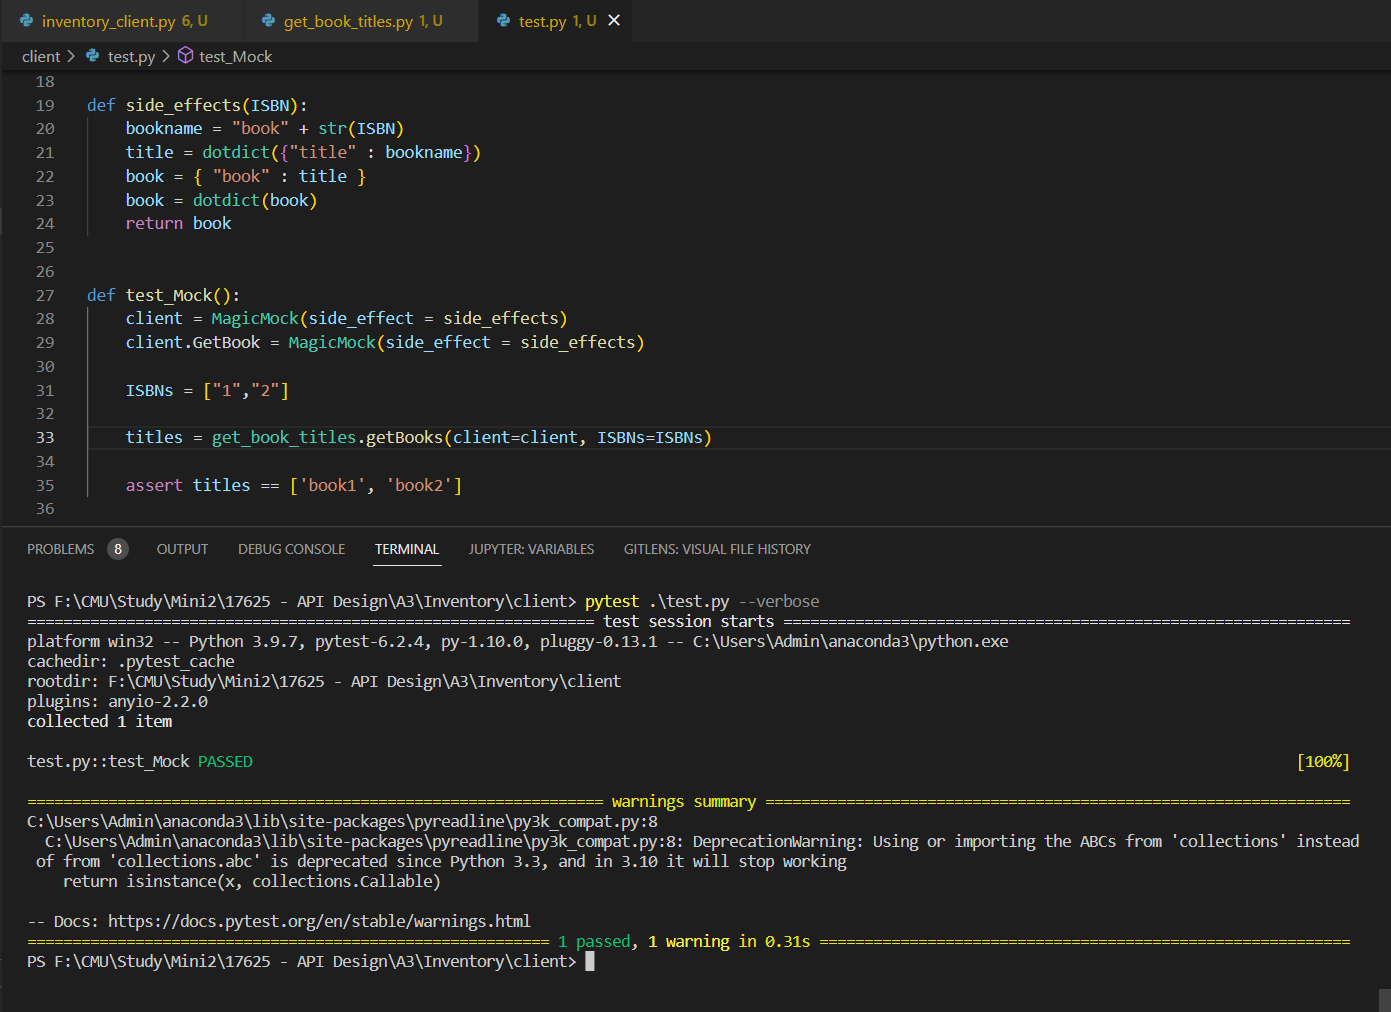 inventory_client.py 6, U
get_book_titles.py 1, U
test.py 1, U
client > test.py > test_Mock
18
19 def side_effects(ISBN):
20 bookname = "book" + str(ISBN)
21 title = dotdict({"title" : bookname})
22 book = { "book" : title }
23 book = dotdict(book)
24 return book
25
26
27 def test_Mock():
28 client = MagicMock(side_effect = side_effects)
29 client.GetBook = MagicMock(side_effect = side_effects)
30
31 ISBNs = ["1","2"]
32
33 titles = get_book_titles.getBooks(client=client, ISBNs=ISBNs)
34
35 assert titles == ['book1', 'book2']
36
PROBLEMS 8 OUTPUT DEBUG CONSOLE TERMINAL JUPYTER: VARIABLES GITLENS: VISUAL FILE HISTORY
PS F:\CMU\Study\Mini2\17625 - API Design\A3\Inventory\client> pytest .\test.py --verbose
=============================================================== test session starts ===============================================================
platform win32 -- Python 3.9.7, pytest-6.2.4, py-1.10.0, pluggy-0.13.1 -- C:\Users\Admin\anaconda3\python.exe
cachedir: .pytest_cache
rootdir: F:\CMU\Study\Mini2\17625 - API Design\A3\Inventory\client
plugins: anyio-2.2.0
collected 1 item
test.py::test_Mock PASSED [100%]
================================================================ warnings summary =================================================================
C:\Users\Admin\anaconda3\lib\site-packages\pyreadline\py3k_compat.py:8
C:\Users\Admin\anaconda3\lib\site-packages\pyreadline\py3k_compat.py:8: DeprecationWarning: Using or importing the ABCs from 'collections' instead
of from 'collections.abc' is deprecated since Python 3.3, and in 3.10 it will stop working
return isinstance(x, collections.Callable)
-- Docs: https://docs.pytest.org/en/stable/warnings.html
========================================================== 1 passed, 1 warning in 0.31s ===========================================================
PS F:\CMU\Study\Mini2\17625 - API Design\A3\Inventory\client>